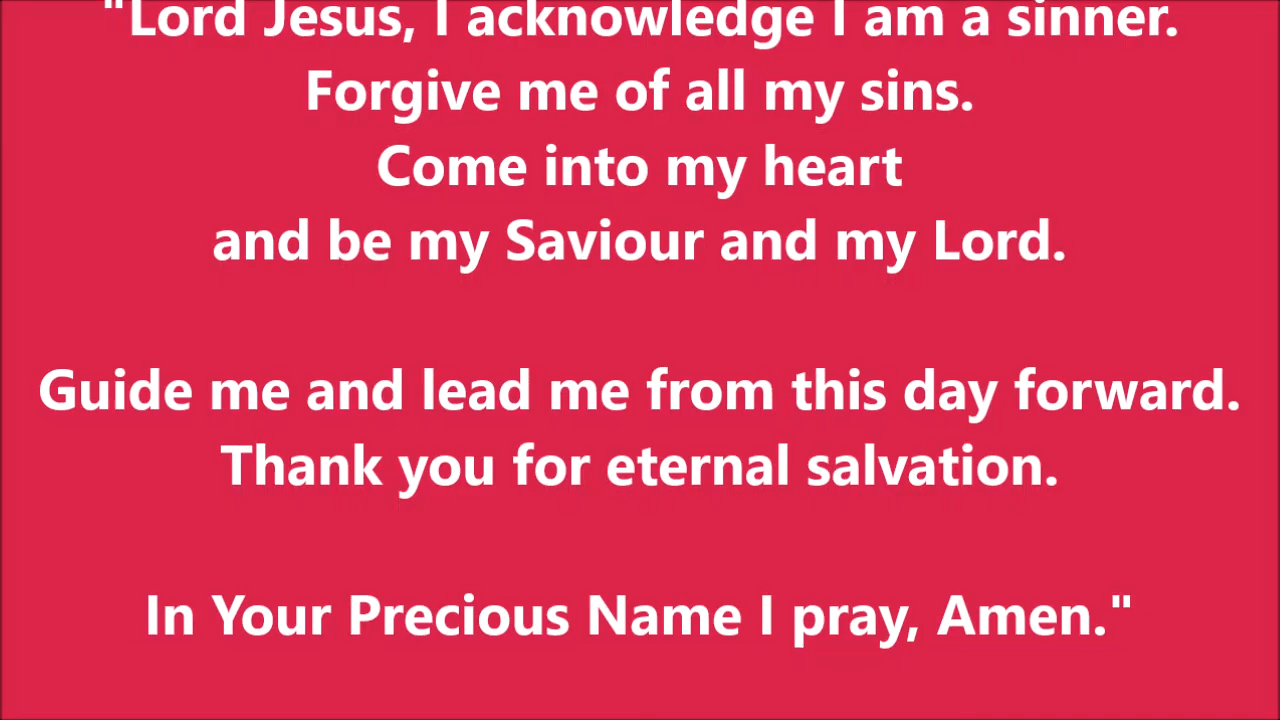 "Lord Jesus, I acknowledge I am a sinner.
Forgive me of all my sins.
Come into my heart
and be my Saviour and my Lord.
Guide me and lead me from this day forward.
Thank you for eternal salvation.
In Your Precious Name I pray, Amen."